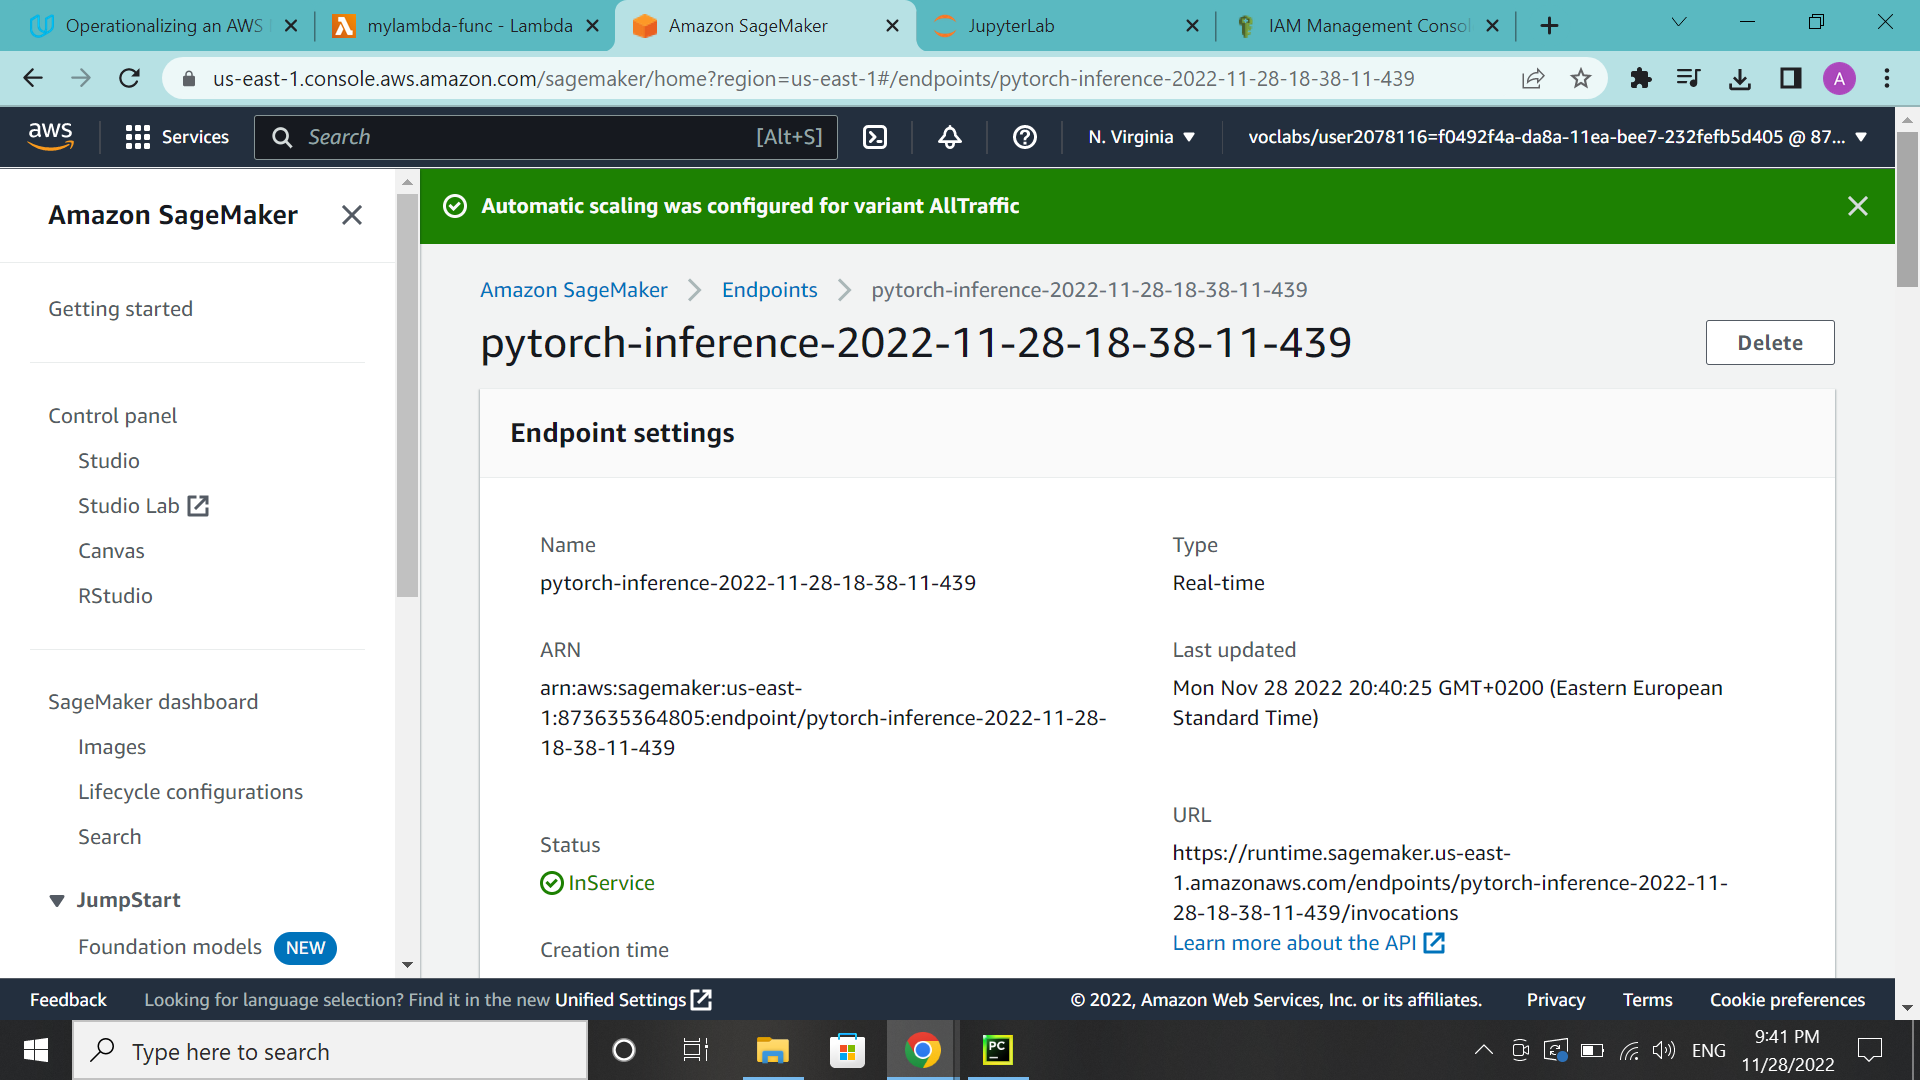 Operationalizing an AWS
mylambda-func - Lambda
Amazon SageMaker
JupyterLab
IAM Management Consol
us-east-1.console.aws.amazon.com/sagemaker/home?region=us-east-1#/endpoints/pytorch-inference-2022-11-28-18-38-11-439
A
aws
Services
Search
[Alt+S]
N. Virginia
voclabs/user2078116=f0492f4a-da8a-11ea-bee7-232fefb5d405 @ 87...
Amazon SageMaker
Getting started
Control panel
Studio
Studio Lab
Canvas
RStudio
SageMaker dashboard
Images
Lifecycle configurations
Search
JumpStart
Foundation models NEW
Automatic scaling was configured for variant AllTraffic
Amazon SageMaker
Endpoints
pytorch-inference-2022-11-28-18-38-11-439
pytorch-inference-2022-11-28-18-38-11-439
Delete
Endpoint settings
Name
pytorch-inference-2022-11-28-18-38-11-439
ARN
arn:aws:sagemaker:us-east-
1:873635364805:endpoint/pytorch-inference-2022-11-28-
18-38-11-439
Status
InService
Creation time
Type
Real-time
Last updated
Mon Nov 28 2022 20:40:25 GMT+0200 (Eastern European
Standard Time)
URL
https://runtime.sagemaker.us-east-
1.amazonaws.com/endpoints/pytorch-inference-2022-11-
28-18-38-11-439/invocations
Learn more about the API
Feedback
Looking for language selection? Find it in the new Unified Settings
© 2022, Amazon Web Services, Inc. or its affiliates.
Privacy
Terms
Cookie preferences
Type here to search
PC
ENG
9:41 PM
11/28/2022